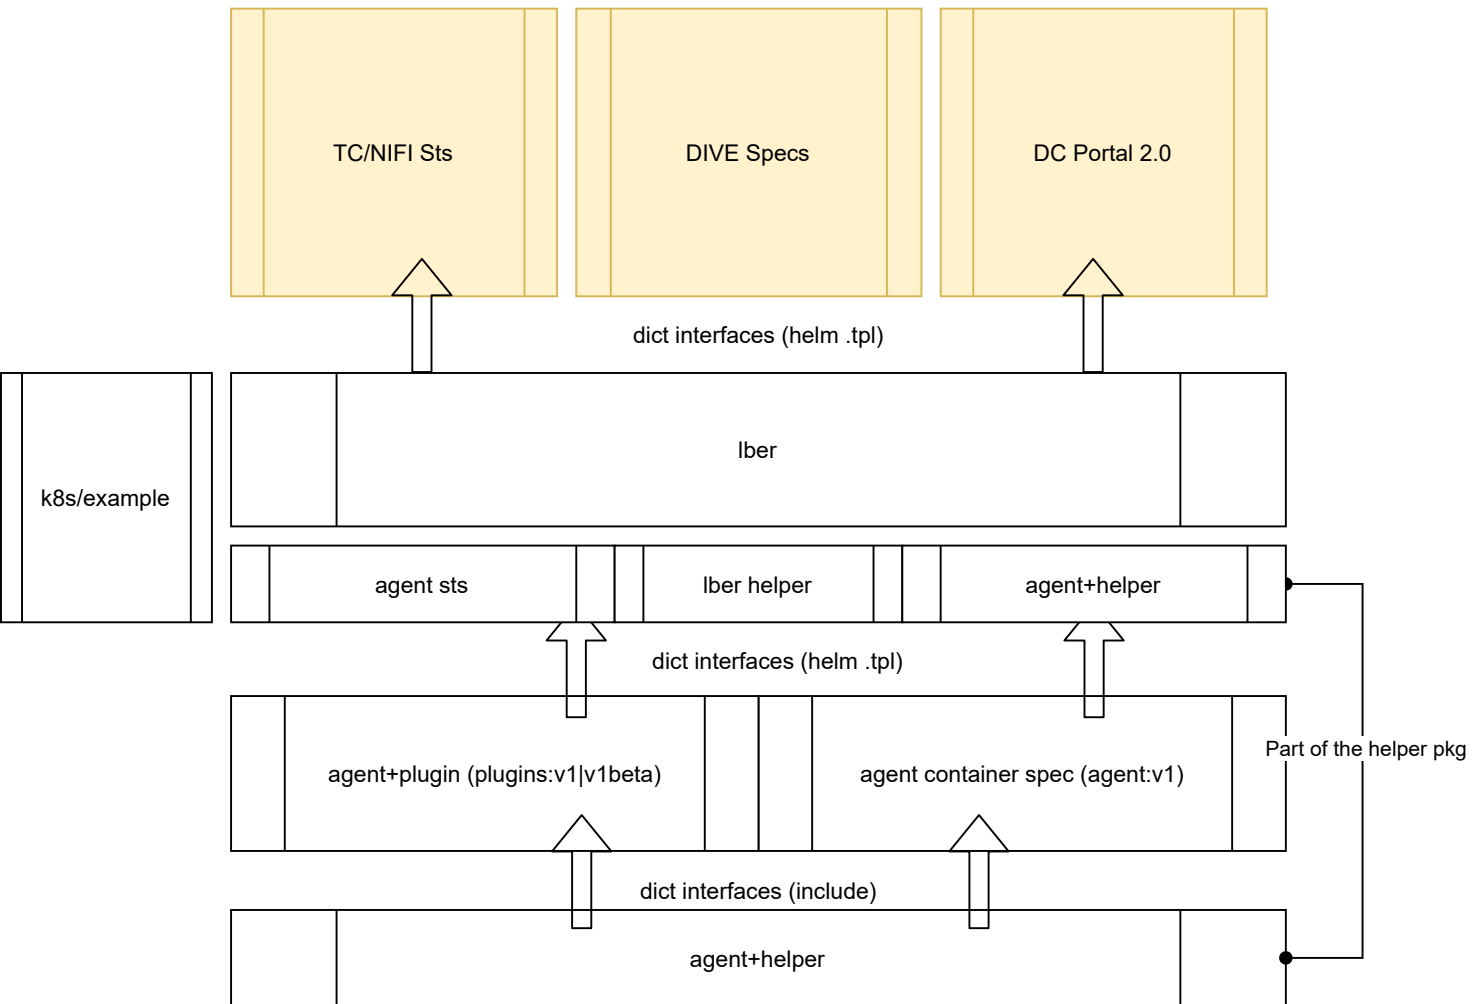 TC/NIFI Sts
DIVE Specs
DC Portal 2.0
dict interfaces (helm .tpl)
lber
k8s/example
agent sts
lber helper
agent+helper
dict interfaces (helm .tpl)
Part of the helper pkg
agent+plugin (plugins:v1|v1beta)
agent container spec (agent:v1)
dict interfaces (include)
agent+helper